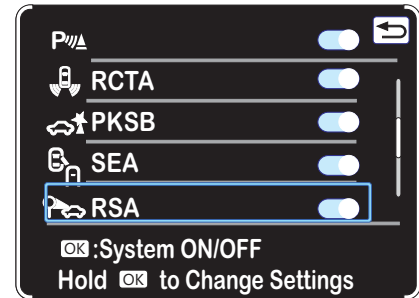 P
RCTA
PKSB
SEA
RSA
OK :System ON/OFF
Hold OK to Change Settings